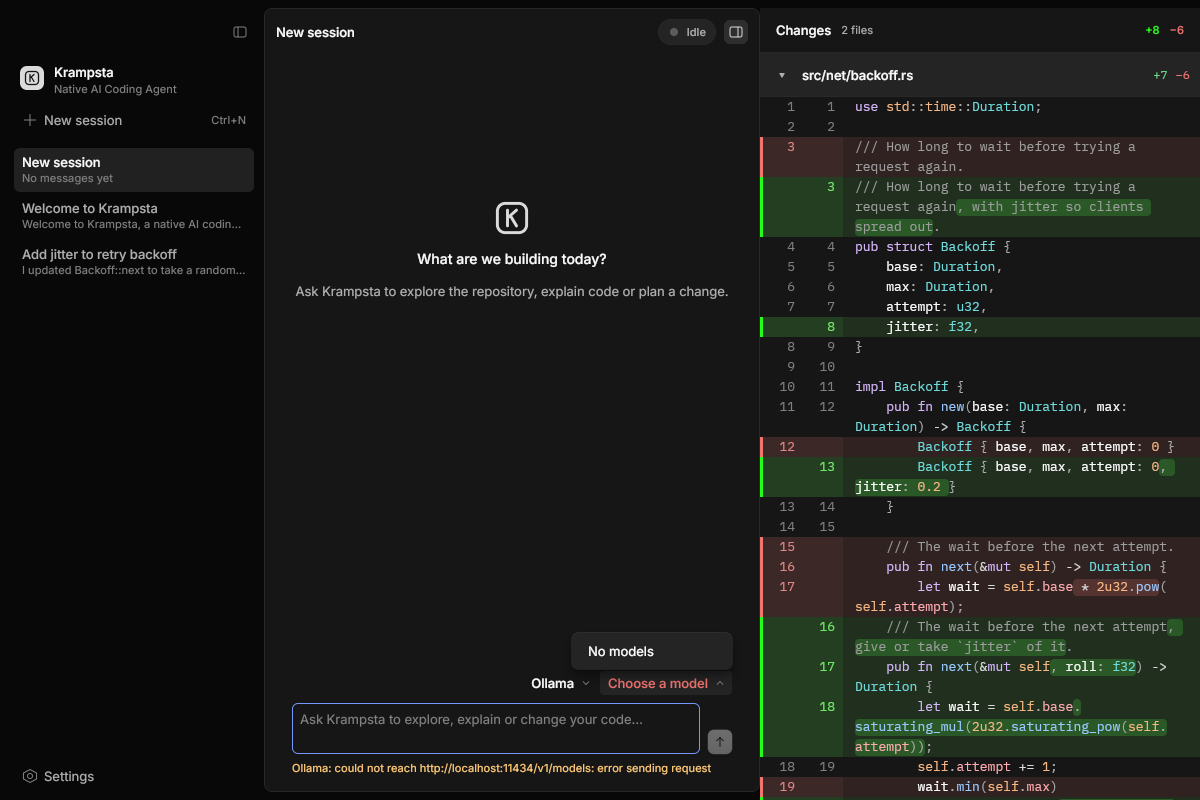 Krampsta
Native AI Coding Agent
New session
Ctrl+N
New session
No messages yet
Welcome to Krampsta
Welcome to Krampsta, a native AI codin...
Add jitter to retry backoff
I updated Backoff::next to take a random...
Settings
New session
Idle
K
What are we building today?
Ask Krampsta to explore the repository, explain code or plan a change.
No models
Ollama
Choose a model
Ask Krampsta to explore, explain or change your code...
Ollama: could not reach http://localhost:11434/v1/models: error sending request
Changes 2 files +8 −6
src/net/backoff.rs +7 −6
1 1 use std::time::Duration;
2 2
3 /// How long to wait before trying a
request again.
3 /// How long to wait before trying a
request again, with jitter so clients
spread out.
4 4 pub struct Backoff {
5 5 base: Duration,
6 6 max: Duration,
7 7 attempt: u32,
8 jitter: f32,
8 9 }
9 10
10 11 impl Backoff {
11 12 pub fn new(base: Duration, max:
Duration) -> Backoff {
12 Backoff { base, max, attempt: 0 }
13 Backoff { base, max, attempt: 0,
jitter: 0.2 }
13 14 }
14 15
15 /// The wait before the next attempt.
16 pub fn next(&mut self) -> Duration {
17 let wait = self.base * 2u32.pow(
self.attempt);
16 /// The wait before the next attempt,
give or take `jitter` of it.
17 pub fn next(&mut self, roll: f32) ->
Duration {
18 let wait = self.base.
saturating_mul(2u32.saturating_pow(self.
attempt));
18 19 self.attempt += 1;
19 wait.min(self.max)